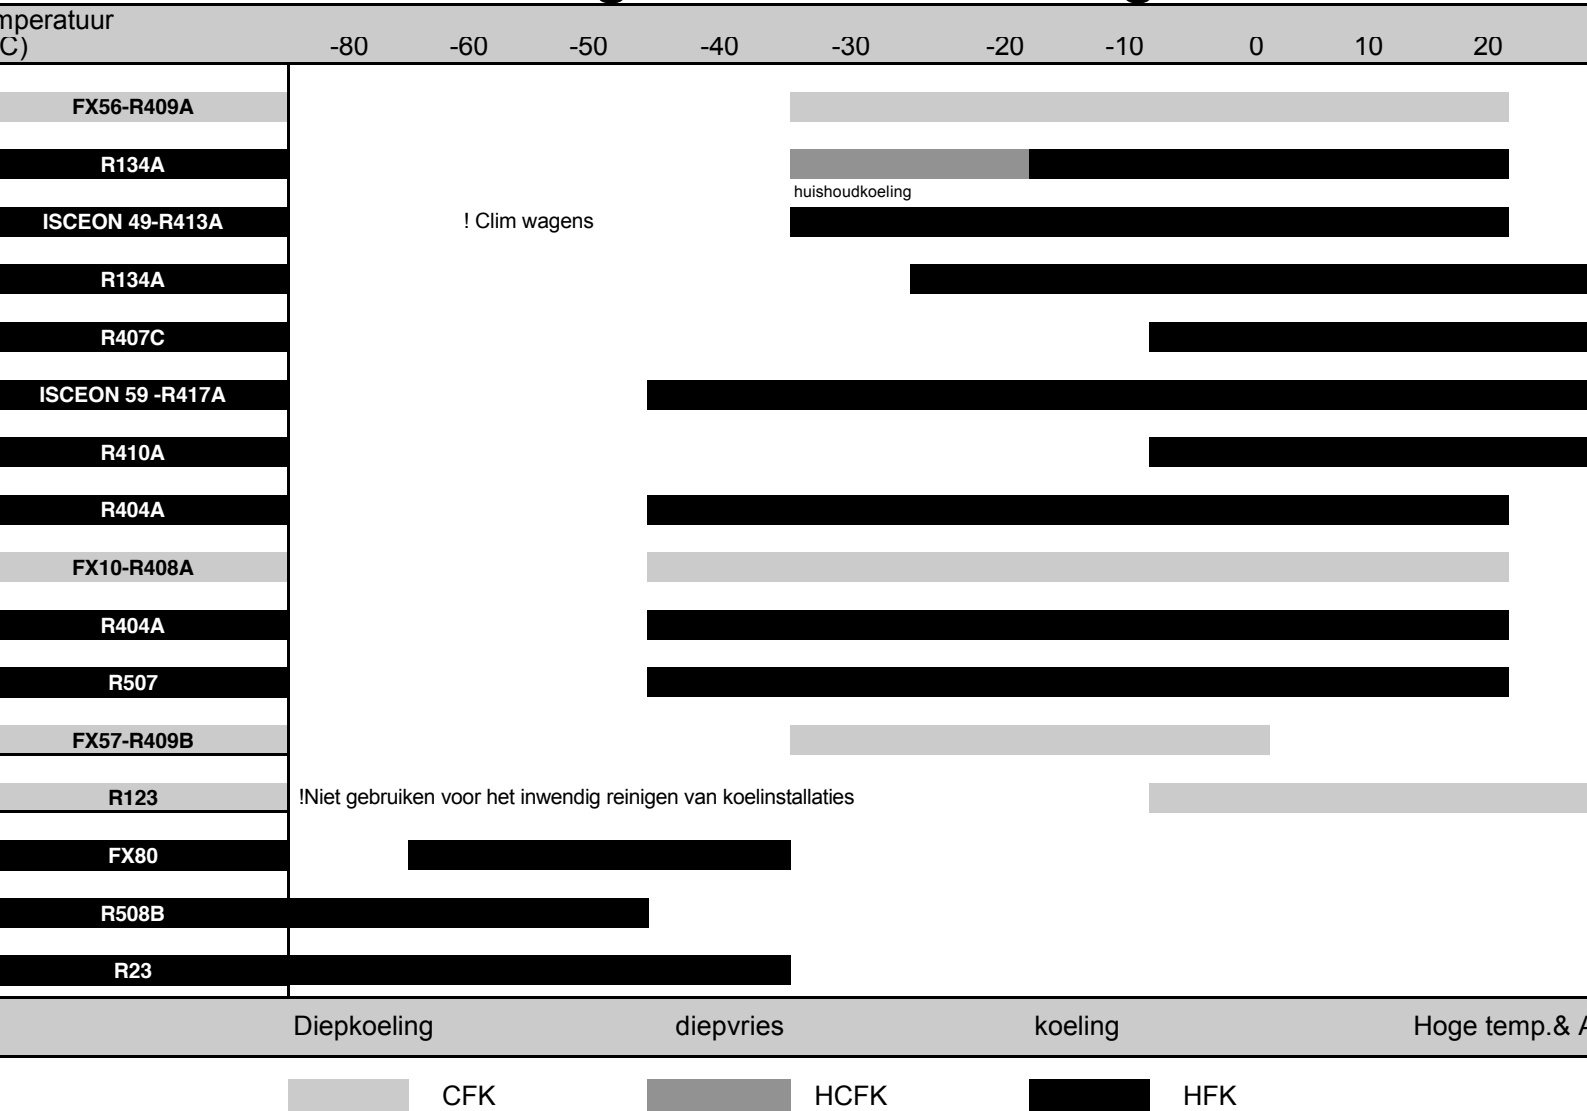 mperatuur
C) -80 -60 -50 -40 -30 -20 -10 0 10 20
FX56-R409A
R134A
huishoudkoeling
ISCEON 49-R413A ! Clim wagens
R134A
R407C
ISCEON 59 -R417A
R410A
R404A
FX10-R408A
R404A
R507
FX57-R409B
R123 !Niet gebruiken voor het inwendig reinigen van koelinstallaties
FX80
R508B
R23
Diepkoeling diepvries koeling Hoge temp.& A
CFK HCFK HFK